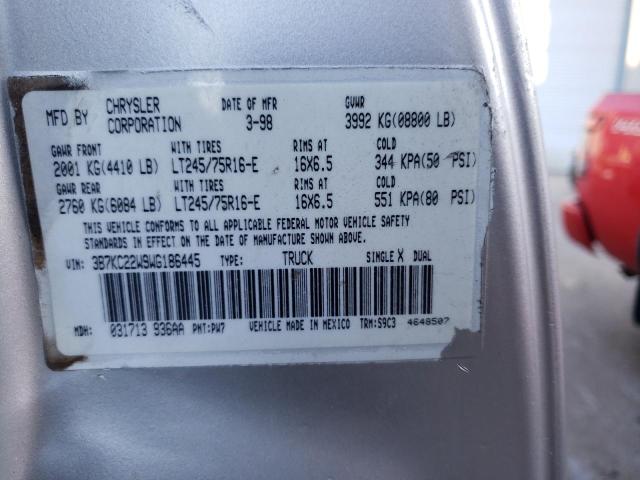 MFD BY CHRYSLER CORPORATION DATE OF MFR 3-98 GVWR 3992 KG(08800 LB)
GAWR FRONT WITH TIRES RIMS AT COLD
2001 KG(4410 LB) LT245/75R16-E 16X6.5 344 KPA(50 PSI)
GAWR REAR WITH TIRES RIMS AT COLD
2760 KG(6084 LB) LT245/75R16-E 16X6.5 551 KPA(80 PSI)
THIS VEHICLE CONFORMS TO ALL APPLICABLE FEDERAL MOTOR VEHICLE SAFETY
STANDARDS IN EFFECT ON THE DATE OF MANUFACTURE SHOWN ABOVE.
VIN: 3B7KC22W9WG186445 TYPE: TRUCK SINGLE X DUAL
MDH: 031713 936AA PNT:PW7 VEHICLE MADE IN MEXICO TRM:S9C3 4648507